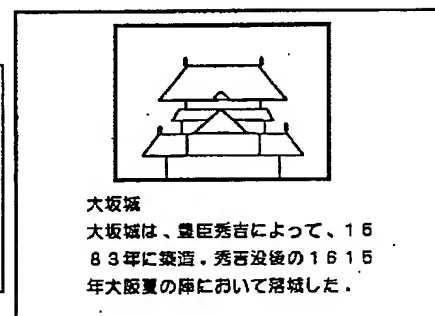 大坂城
大坂城は、豊臣秀吉によって、15
83年に築造．秀吉没後の1615
年大阪夏の陣において落城した．